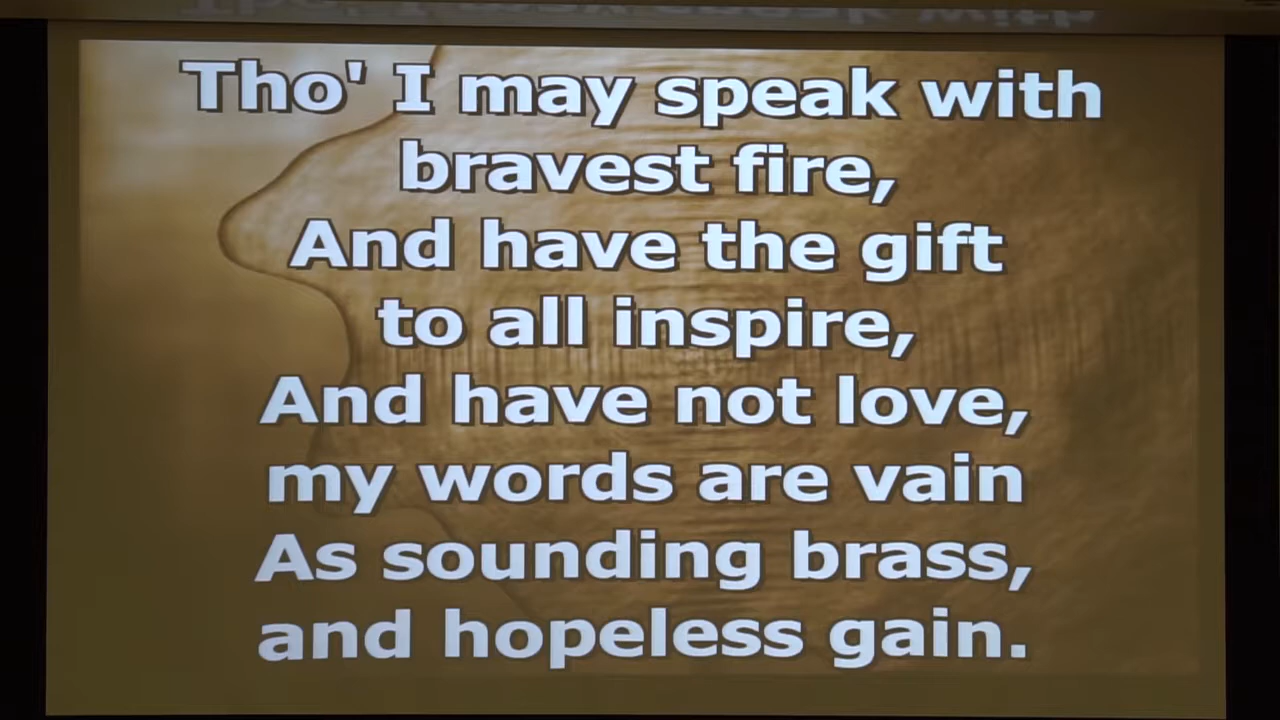 Tho' I may speak with
bravest fire,
And have the gift
to all inspire,
And have not love,
my words are vain
As sounding brass,
and hopeless gain.